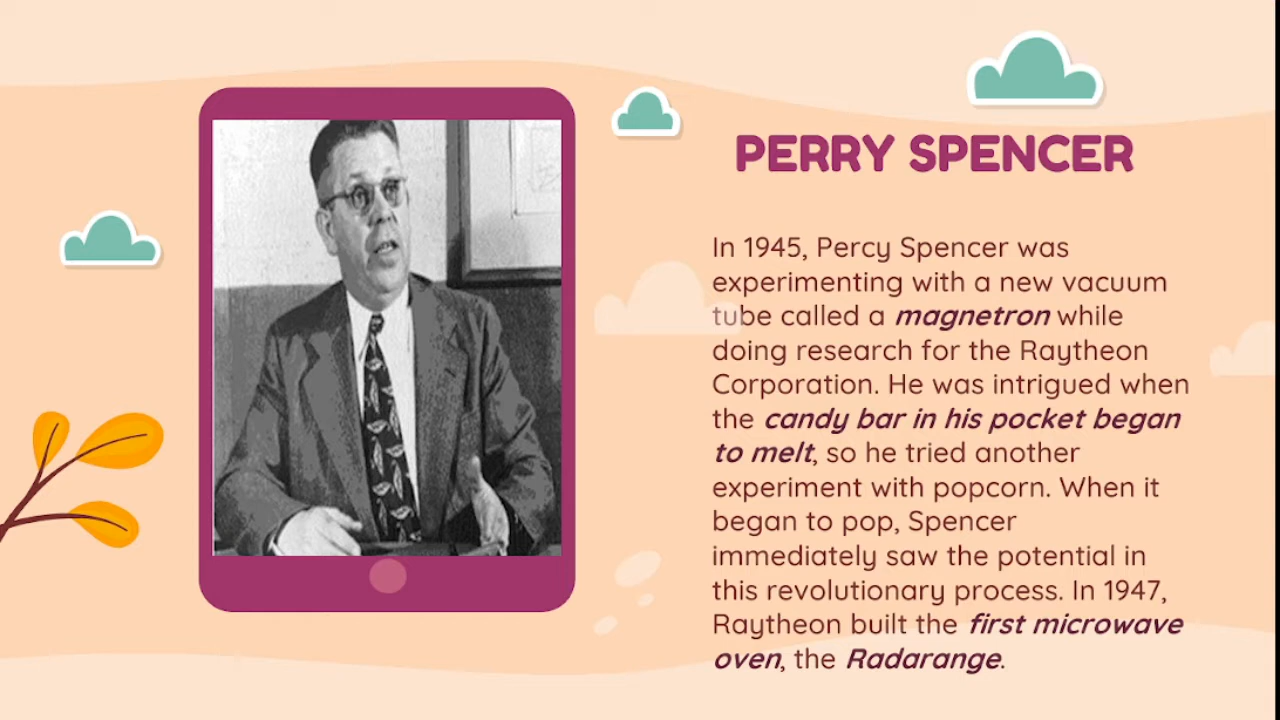 PERRY SPENCER
In 1945, Percy Spencer was
experimenting with a new vacuum
tube called a magnetron while
doing research for the Raytheon
Corporation. He was intrigued when
the candy bar in his pocket began
to melt, so he tried another
experiment with popcorn. When it
began to pop, Spencer
immediately saw the potential in
this revolutionary process. In 1947,
Raytheon built the first microwave
oven, the Radarange.